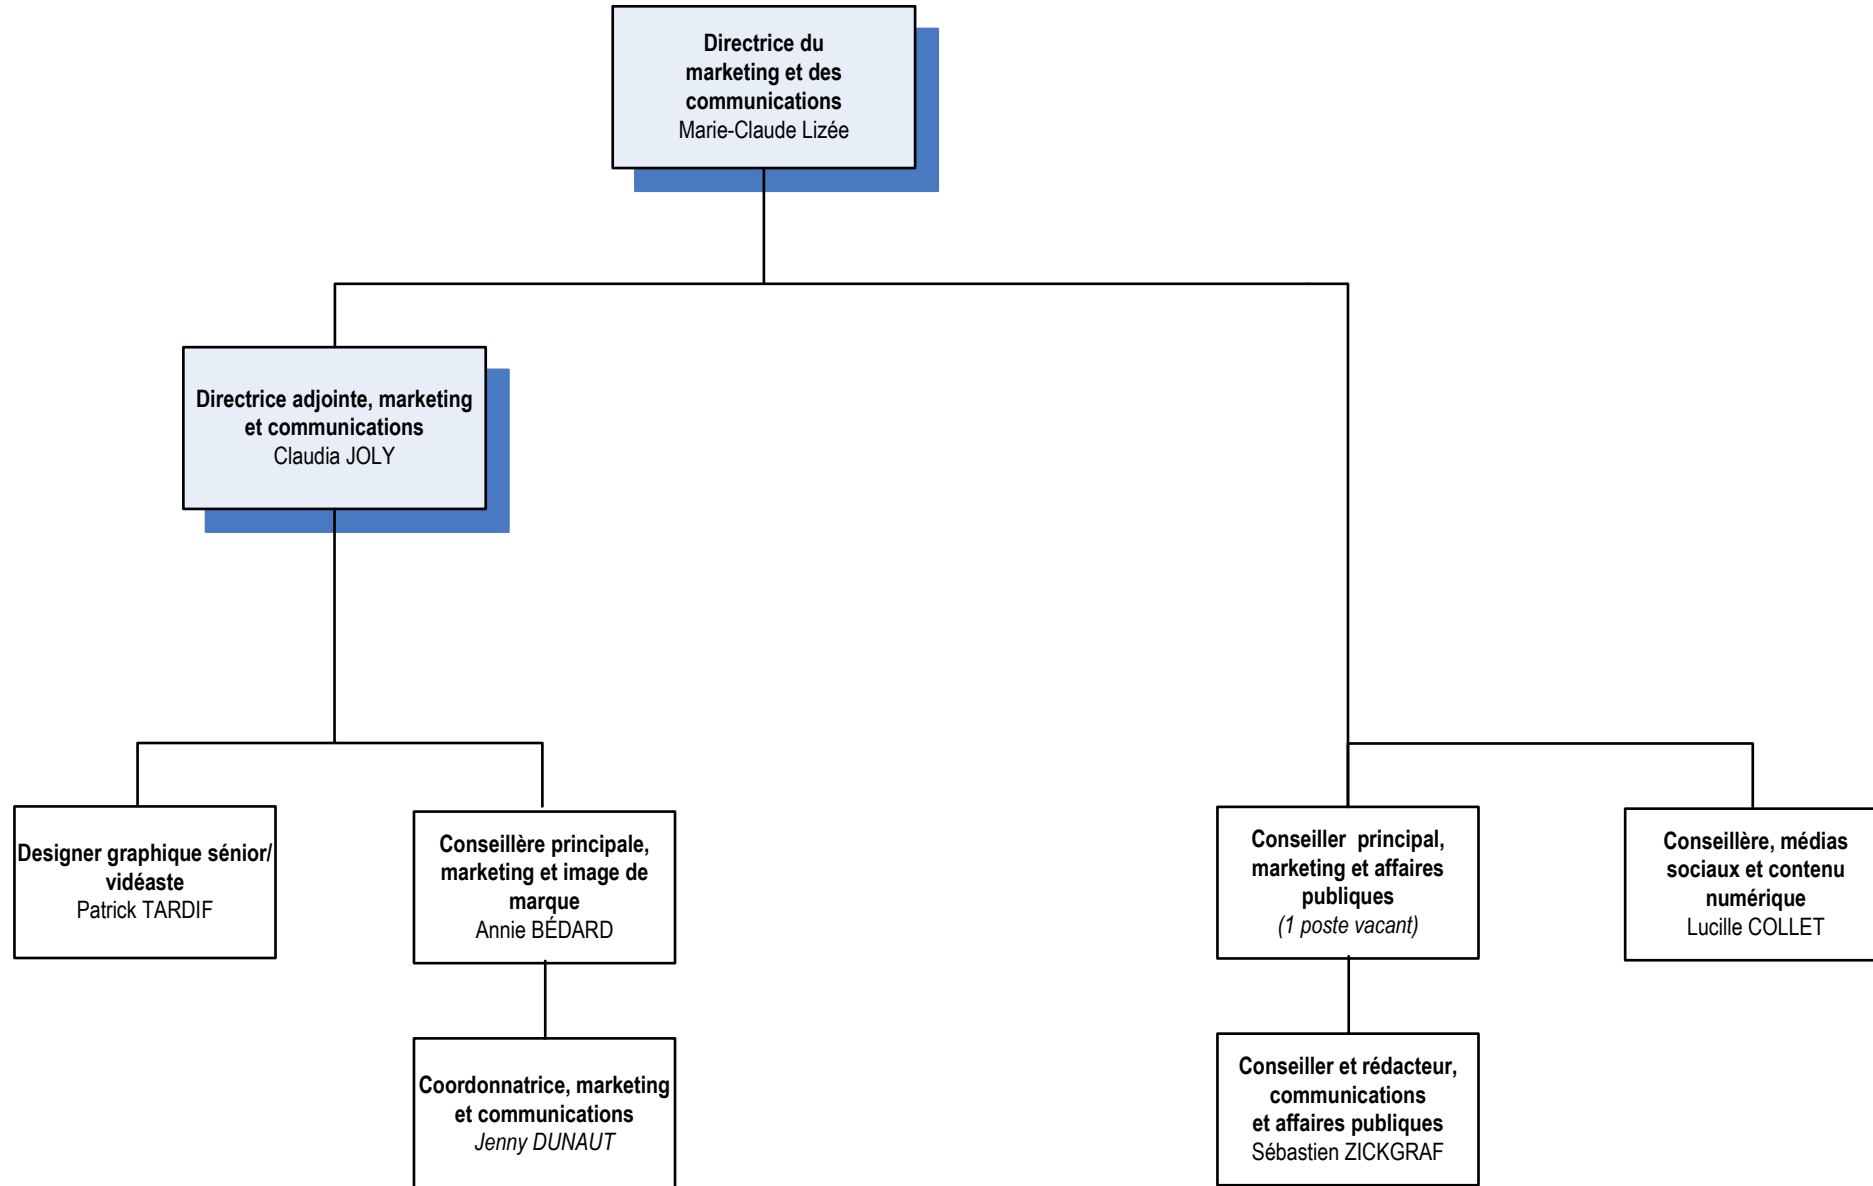 Directrice du
marketing et des
communications
Marie-Claude Lizée
Directrice adjointe, marketing
et communications
Claudia JOLY
Designer graphique sénior/
vidéaste
Patrick TARDIF
Conseillère principale,
marketing et image de
marque
Annie BÉDARD
Conseiller principal,
marketing et affaires
publiques
(1 poste vacant)
Conseillère, médias
sociaux et contenu
numérique
Lucille COLLET
Coordonnatrice, marketing
et communications
Jenny DUNAUT
Conseiller et rédacteur,
communications
et affaires publiques
Sébastien ZICKGRAF